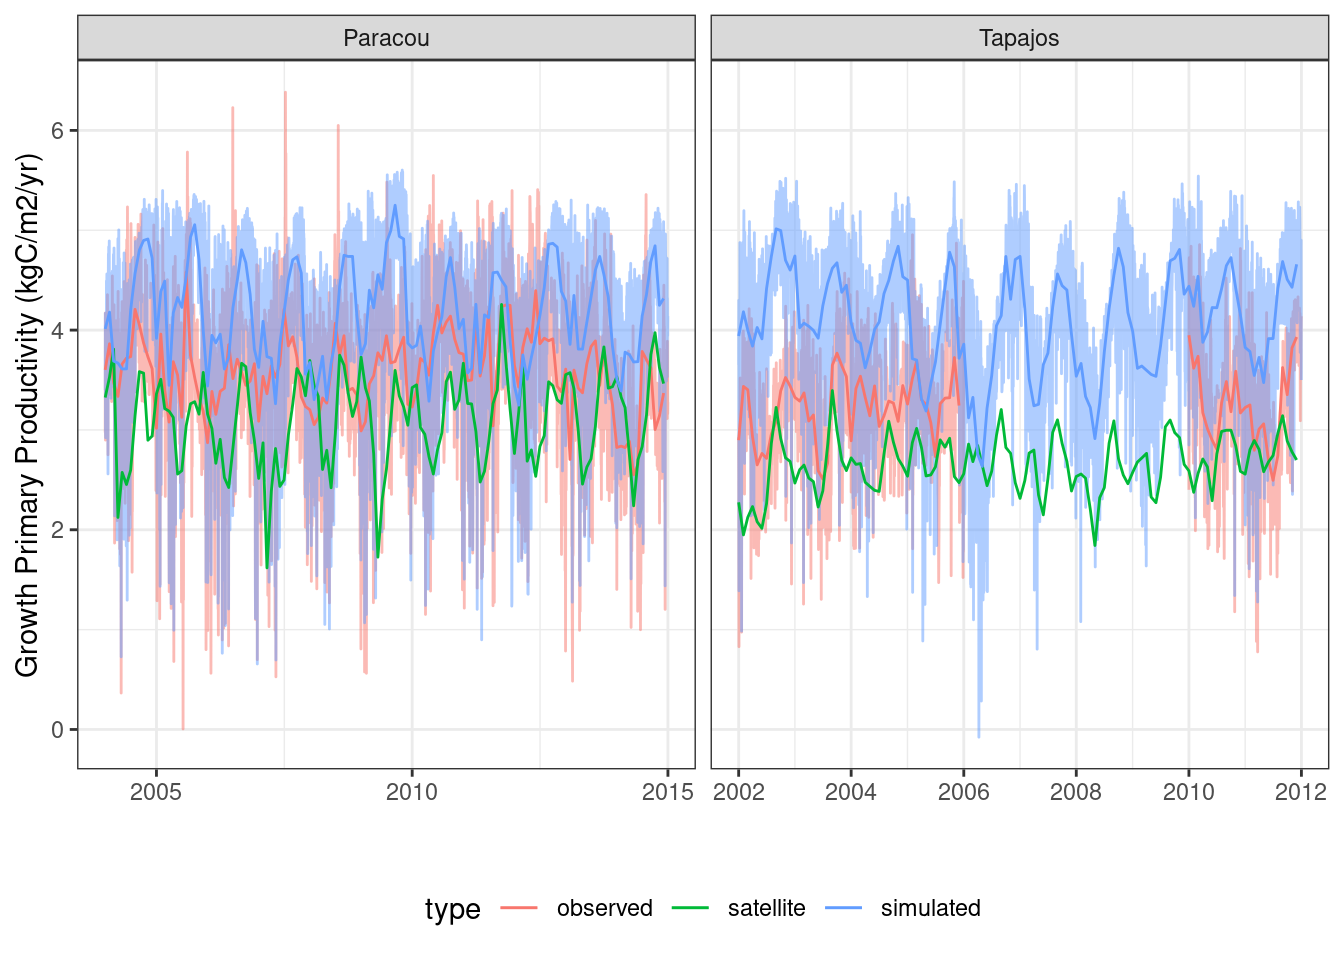 Paracou
Tapajos
Growth Primary Productivity (kgC/m2/yr)
6
4
2
0
2005
2010
2015
2002
2004
2006
2008
2010
2012
type
observed
satellite
simulated